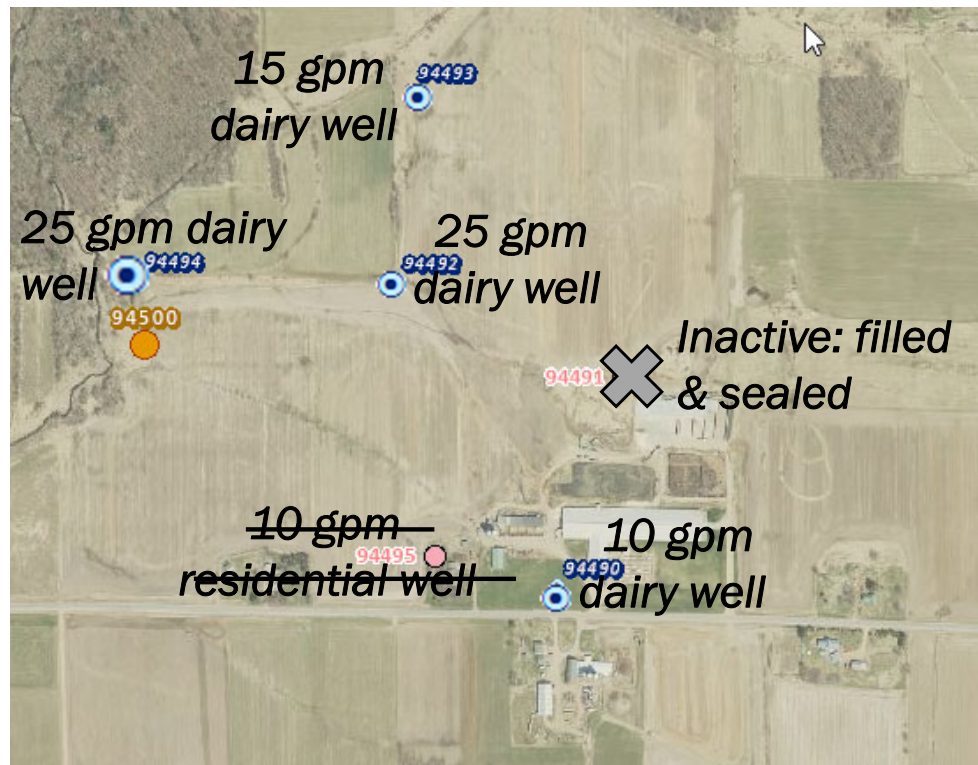 15 gpm
dairy well
94493
25 gpm dairy
well
94494
25 gpm
dairy well
94492
94500
Inactive: filled
& sealed
94491
10 gpm
residential well
94495
10 gpm
dairy well
94490